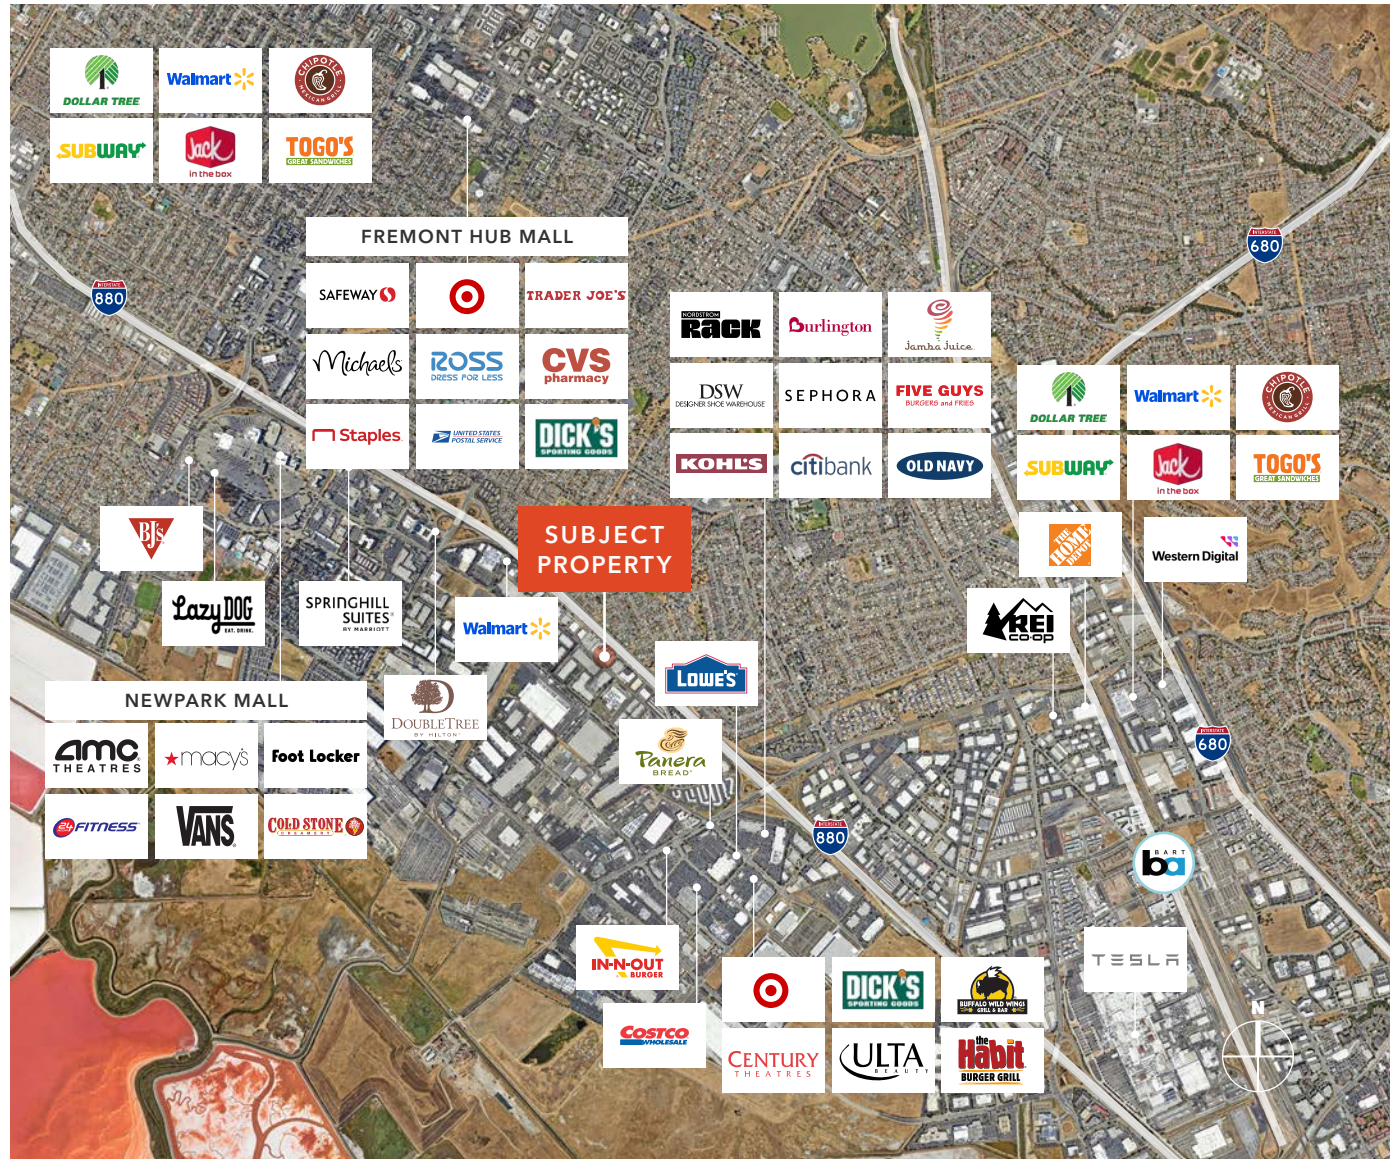 DOLLAR TREE
Walmart
CHIPOTLE
MEXICAN GRILL
SUBWAY
Jack
in the box
TOGO'S
GREAT SANDWICHES
INTERSTATE
880
FREMONT HUB MALL
SAFEWAY
TRADER JOE'S
Michaels
ROSS
DRESS FOR LESS
CVS
pharmacy
Staples
UNITED STATES
POSTAL SERVICE
DICK'S
SPORTING GOODS
INTERSTATE
680
NORDSTROM
RACK
Burlington
Jamba Juice
DSW
DESIGNER SHOE WAREHOUSE
SEPHORA
FIVE GUYS
BURGERS and FRIES
KOHL'S
citibank
OLD NAVY
DOLLAR TREE
Walmart
CHIPOTLE
MEXICAN GRILL
SUBWAY
Jack
in the box
TOGO'S
GREAT SANDWICHES
BJ's
Lazy DOG
EAT. DRINK.
SPRINGHILL
SUITES
BY MARRIOTT
Walmart
SUBJECT
PROPERTY
THE
HOME
DEPOT
Western Digital
REI
co·op
LOWE'S
DOUBLETREE
BY HILTON
Panera
BREAD
NEWPARK MALL
amc
THEATRES
macy's
Foot Locker
24
FITNESS
VANS
COLD STONE
CREAMERY
INTERSTATE
680
INTERSTATE
880
BART
ba
IN-N-OUT
BURGER
COSTCO
WHOLESALE
DICK'S
SPORTING GOODS
BUFFALO WILD WINGS
GRILL & BAR
CENTURY
THEATRES
ULTA
BEAUTY
the
Habit
BURGER GRILL
TESLA
N